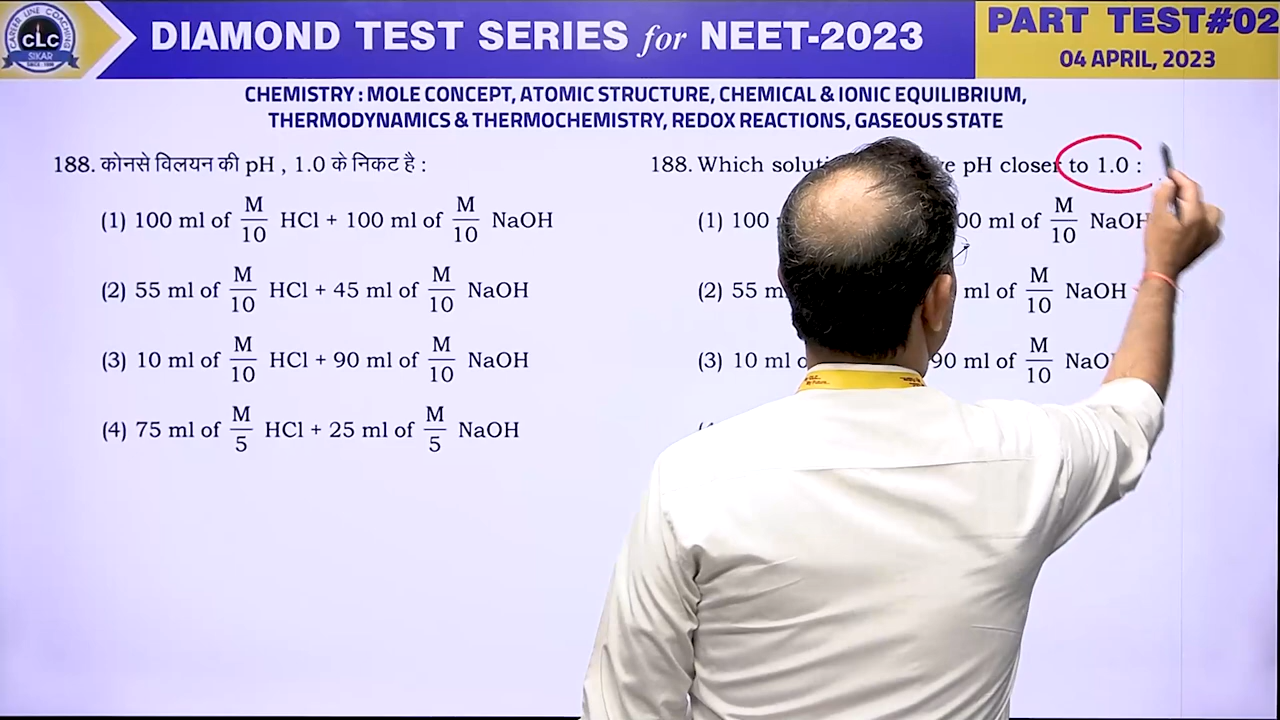 CAREER LINE COACHING
CLC
SIKAR
SINCE : 1996
DIAMOND TEST SERIES for NEET-2023
PART TEST#02
04 APRIL, 2023
CHEMISTRY : MOLE CONCEPT, ATOMIC STRUCTURE, CHEMICAL & IONIC EQUILIBRIUM,
THERMODYNAMICS & THERMOCHEMISTRY, REDOX REACTIONS, GASEOUS STATE
188. कोनसे विलयन की pH , 1.0 के निकट है :
(1) 100 ml of M/10 HCl + 100 ml of M/10 NaOH
(2) 55 ml of M/10 HCl + 45 ml of M/10 NaOH
(3) 10 ml of M/10 HCl + 90 ml of M/10 NaOH
(4) 75 ml of M/5 HCl + 25 ml of M/5 NaOH
188. Which pH closer to 1.0 :
(1) 100 ml of M/10 NaOH
(2) 55 ml of M/10 NaOH
(3) 10 ml 90 ml of M/10